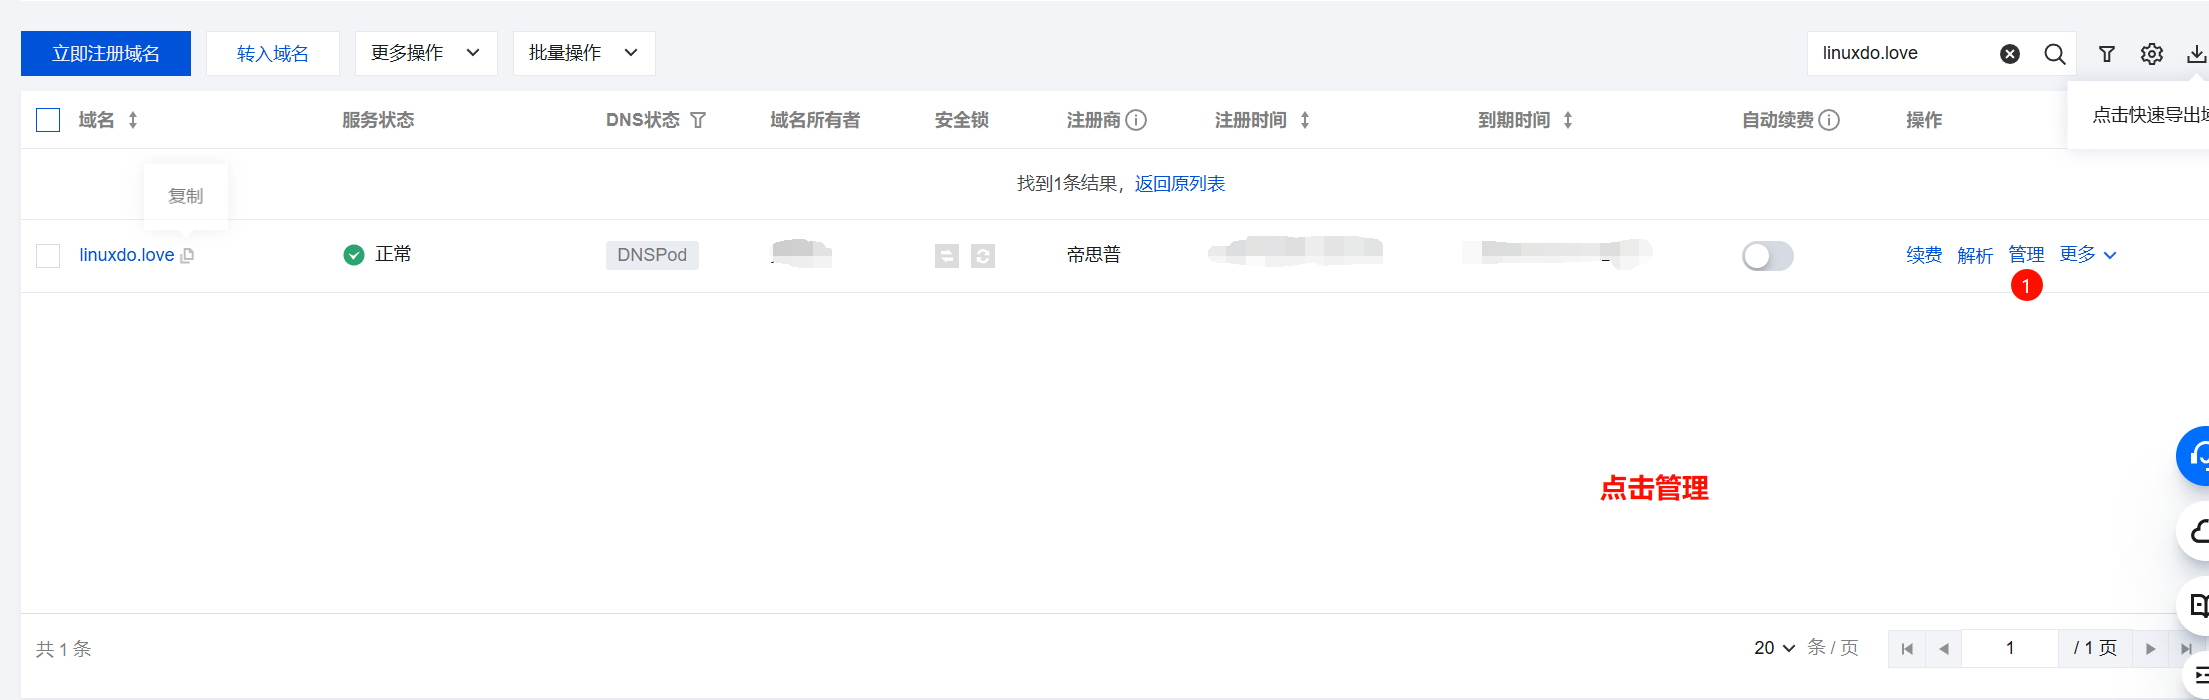 立即注册域名 转入域名 更多操作 批量操作 linuxdo.love
点击快速导出
域名 服务状态 DNS状态 域名所有者 安全锁 注册商 注册时间 到期时间 自动续费 操作
找到1条结果，返回原列表
复制
linuxdo.love 正常 DNSPod 帝思普 续费 解析 管理 更多
1
点击管理
共 1 条 20 条 / 页 1 / 1 页